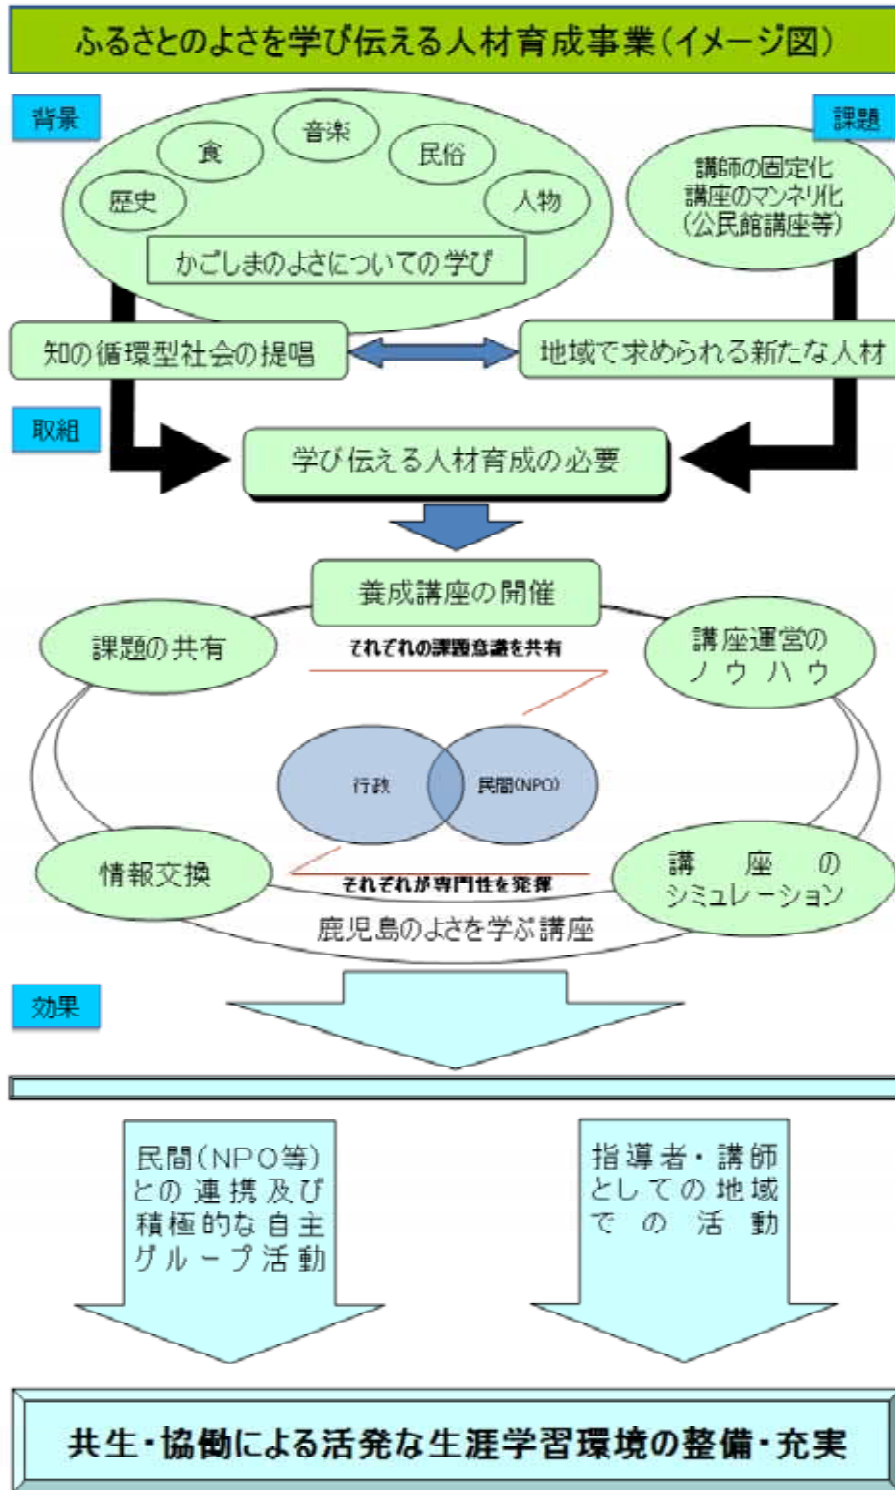 ふるさとのよさを学び伝える人材育成事業(イメージ図)
背景
課題
歴史
食
音楽
民俗
人物
かごしまのよさについての学び
講師の固定化
講座のマンネリ化
(公民館講座等)
知の循環型社会の提唱
地域で求められる新たな人材
取組
学び伝える人材育成の必要
養成講座の開催
課題の共有
それぞれの課題意識を共有
講座運営の
ノウハウ
行政
民間(NPO)
情報交換
それぞれが専門性を発揮
講座の
シミュレーション
鹿児島のよさを学ぶ講座
効果
民間(NPO等)
との連携及び
積極的な自主
グループ活動
指導者・講師
としての地域
での活動
共生・協働による活発な生涯学習環境の整備・充実